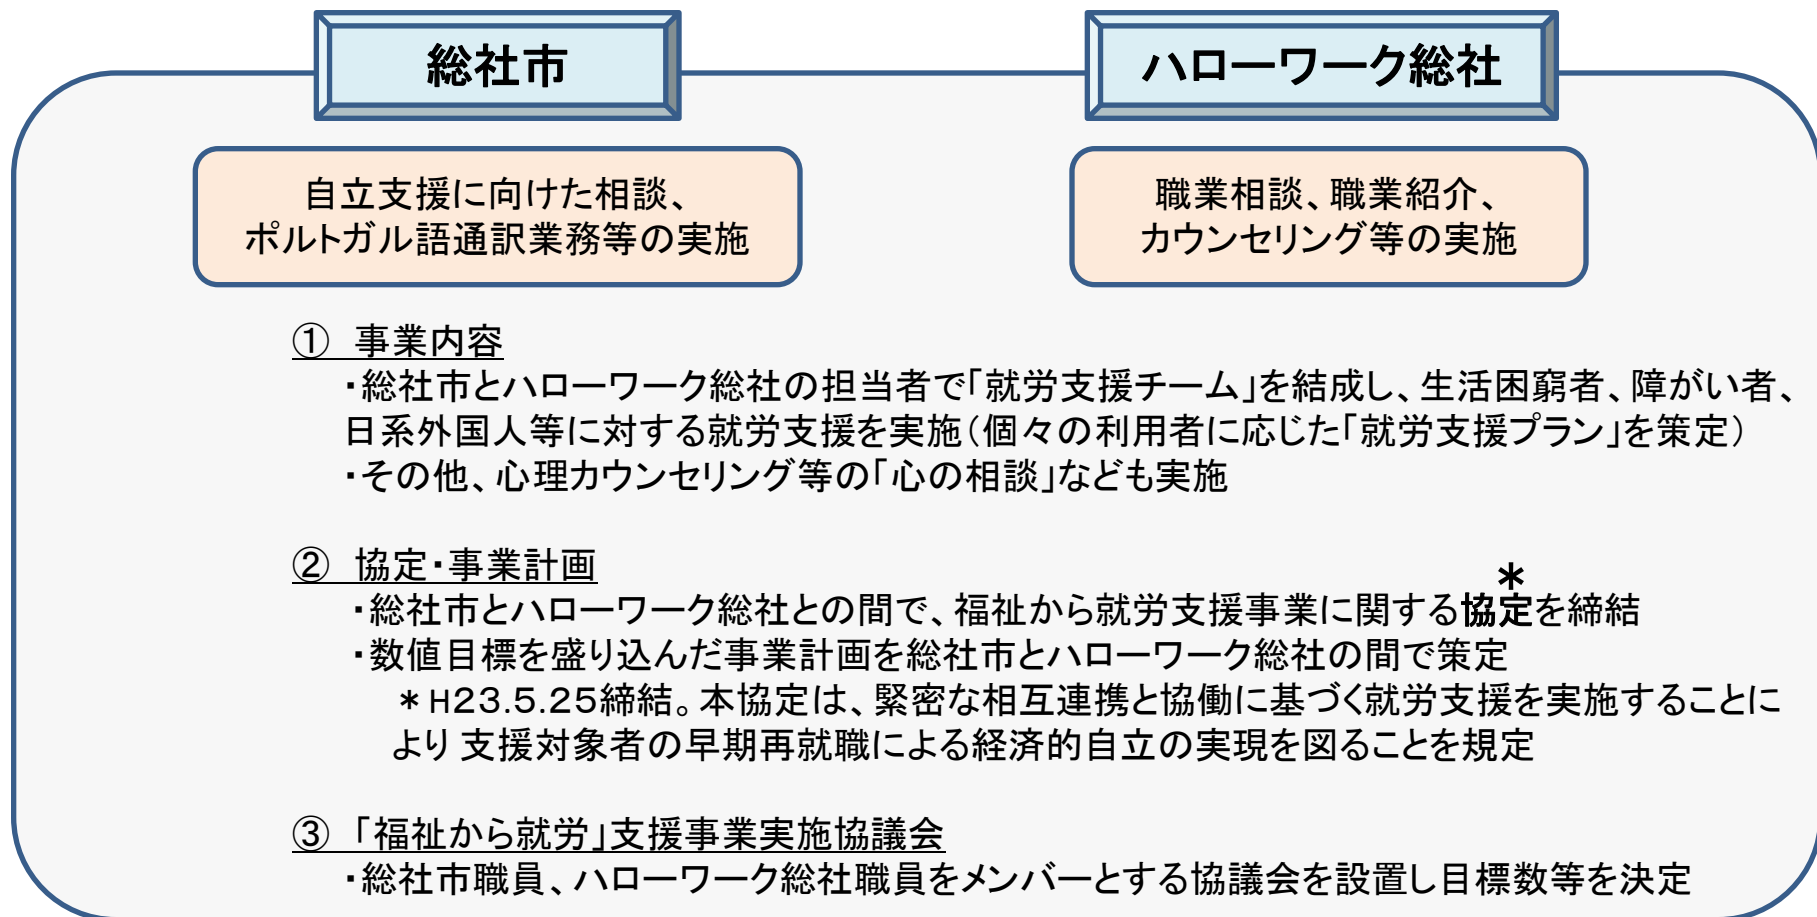 総社市
ハローワーク総社
自立支援に向けた相談、
ポルトガル語通訳業務等の実施
職業相談、職業紹介、
カウンセリング等の実施
① 事業内容
・総社市とハローワーク総社の担当者で「就労支援チーム」を結成し、生活困窮者、障がい者、
日系外国人等に対する就労支援を実施(個々の利用者に応じた「就労支援プラン」を策定)
・その他、心理カウンセリング等の「心の相談」なども実施
② 協定・事業計画
*
・総社市とハローワーク総社との間で、福祉から就労支援事業に関する協定を締結
・数値目標を盛り込んだ事業計画を総社市とハローワーク総社の間で策定
*H23.5.25締結。本協定は、緊密な相互連携と協働に基づく就労支援を実施することに
より 支援対象者の早期再就職による経済的自立の実現を図ることを規定
③ 「福祉から就労」支援事業実施協議会
・総社市職員、ハローワーク総社職員をメンバーとする協議会を設置し目標数等を決定